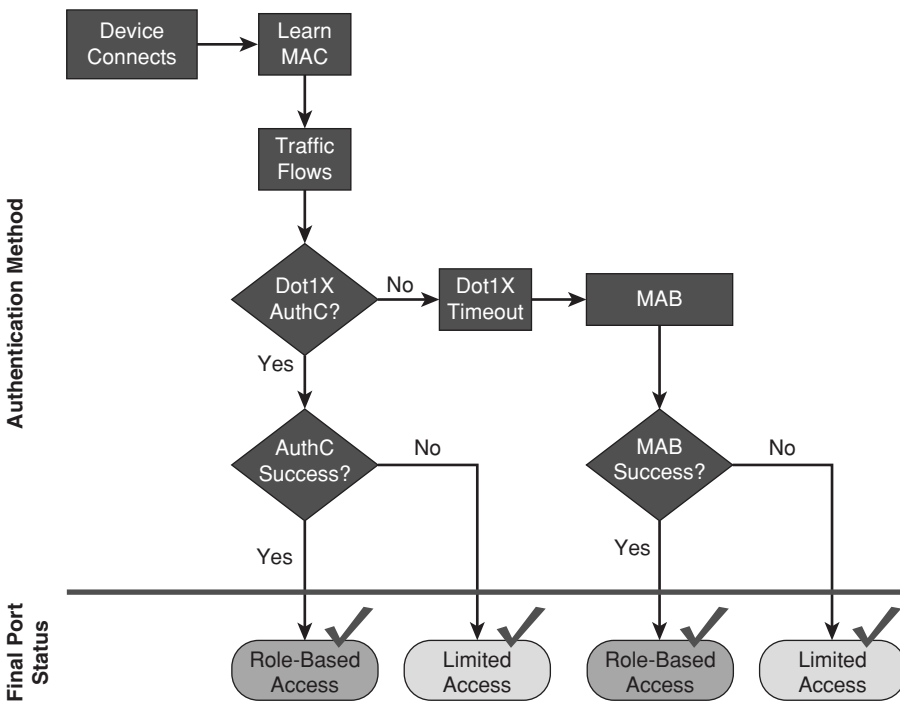 Device
Connects
Learn
MAC
Traffic
Flows
Authentication Method
Dot1X
AuthC?
No
Dot1X
Timeout
MAB
Yes
AuthC
Success?
No
MAB
Success?
No
Yes
Yes
Final Port
Status
Role-Based
Access
Limited
Access
Role-Based
Access
Limited
Access